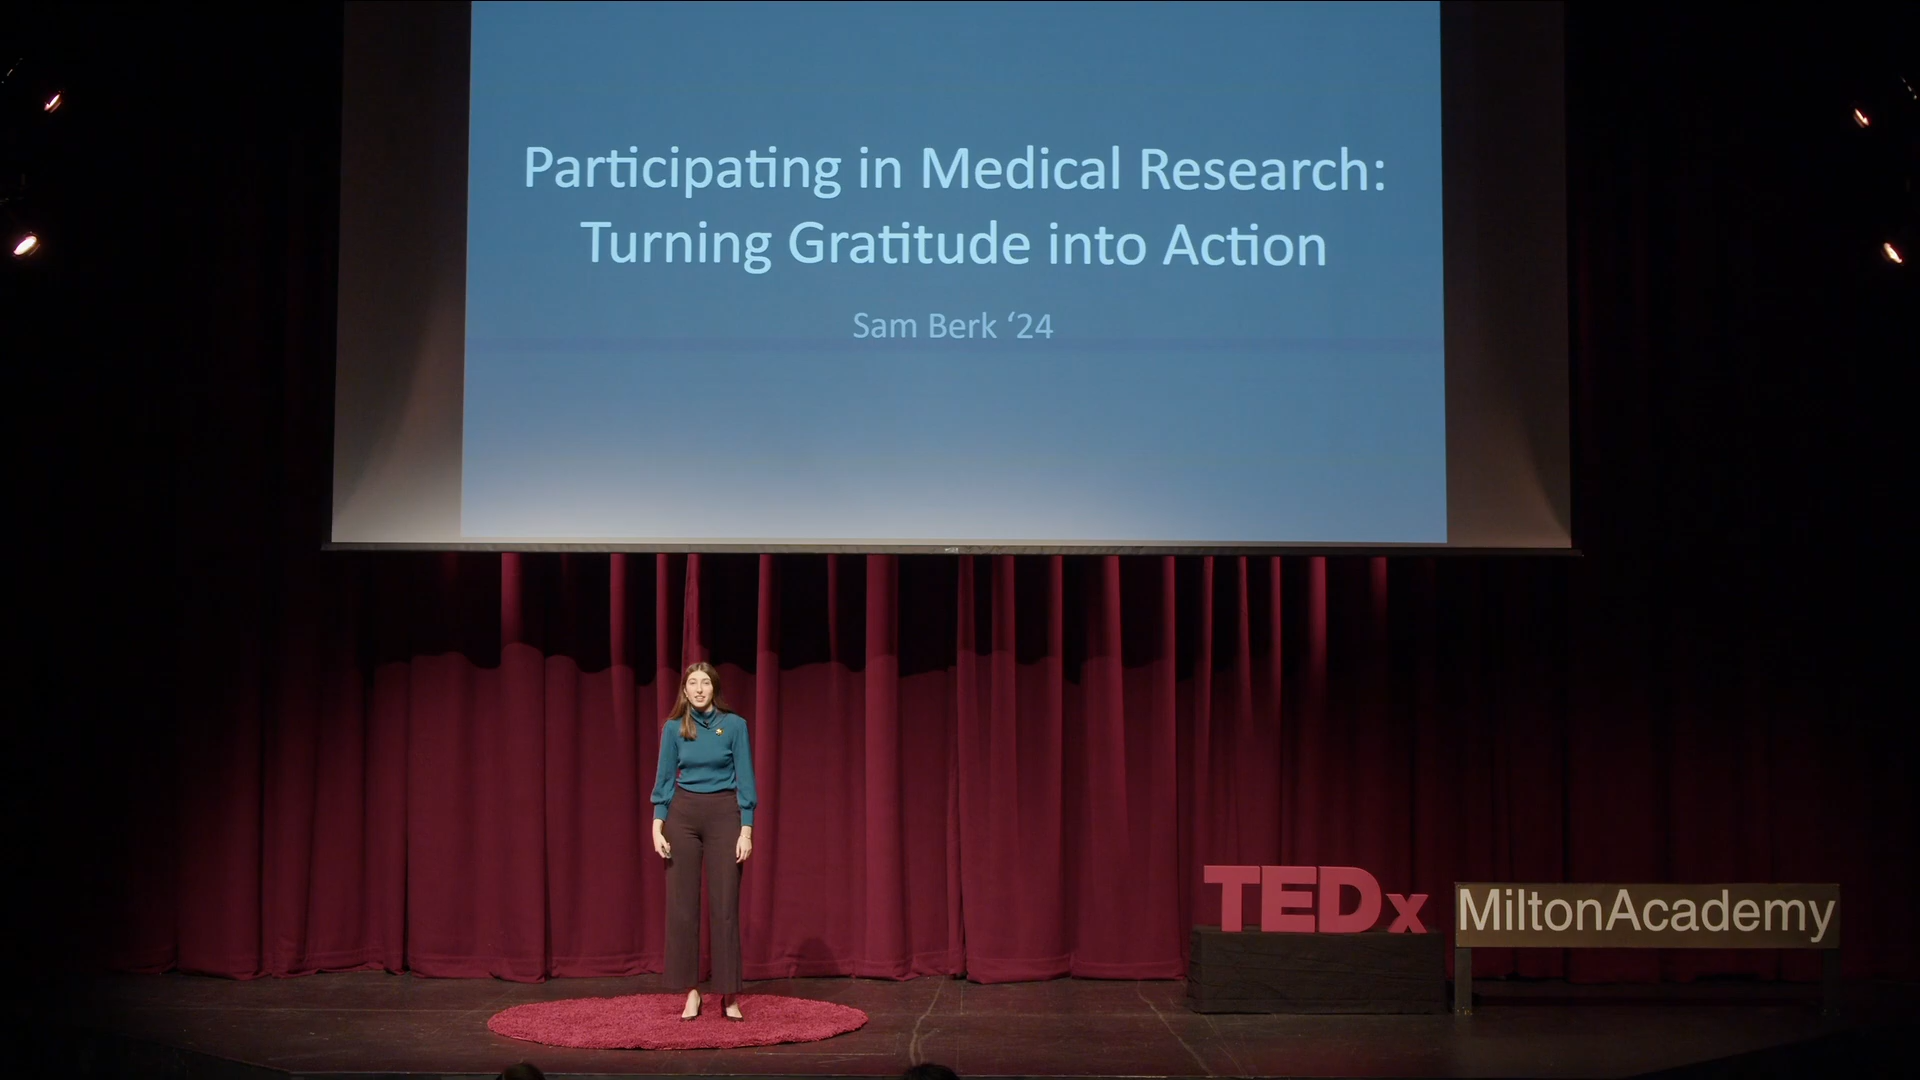 Participating in Medical Research:
Turning Gratitude into Action
Sam Berk ‘24
TEDx
MiltonAcademy